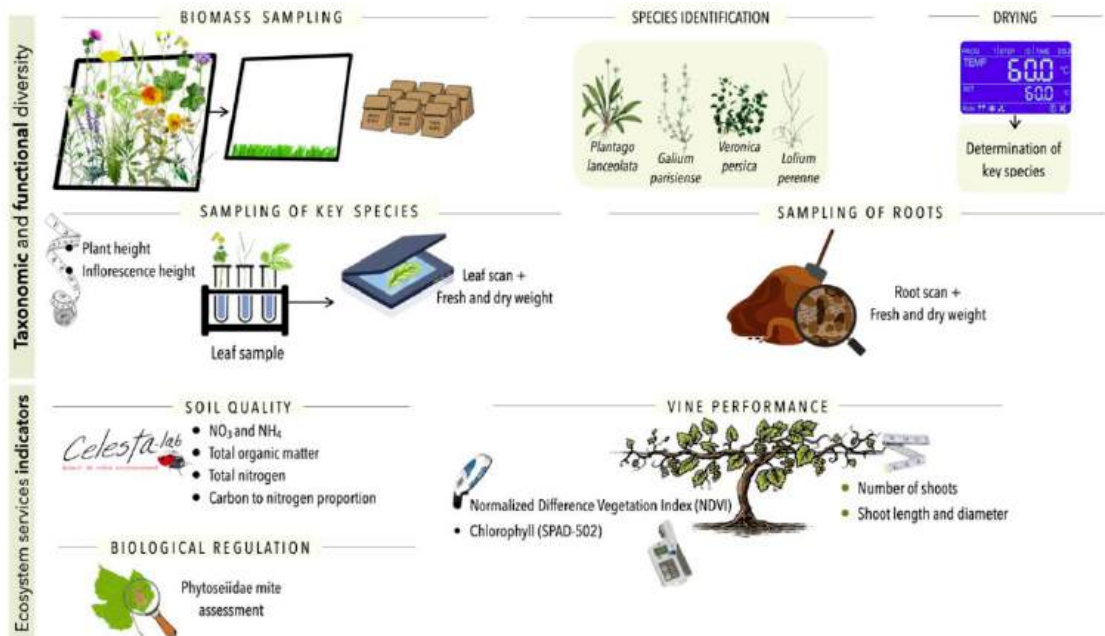 BIOMASS SAMPLING
SPECIES IDENTIFICATION
DRYING
TEMP
60.0
°C
60.0
Plantago
lanceolata
Galium
parisiense
Veronica
persica
Lolium
perenne
Determination of
key species
Taxonomic and functional diversity
SAMPLING OF KEY SPECIES
Plant height
Inflorescence height
Leaf sample
Leaf scan +
Fresh and dry weight
SAMPLING OF ROOTS
Root scan +
Fresh and dry weight
Ecosystem services indicators
SOIL QUALITY
Celesta-lab
NO₃ and NH₄
Total organic matter
Total nitrogen
Carbon to nitrogen proportion
VINE PERFORMANCE
Normalized Difference Vegetation Index (NDVI)
Chlorophyll (SPAD-502)
Number of shoots
Shoot length and diameter
BIOLOGICAL REGULATION
Phytoseiidae mite
assessment